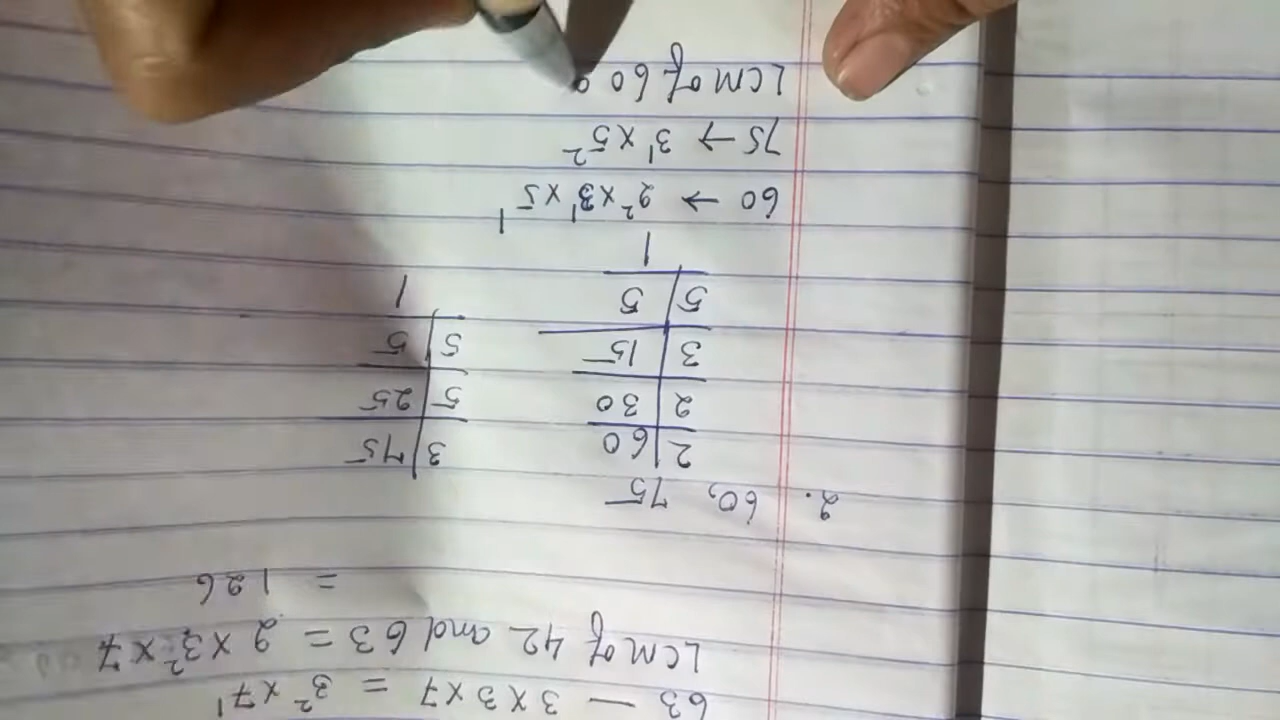 63 — 3 x 3 x 7 = 3² x 7¹
LCM of 42 and 63 = 2 x 3² x 7
= 126
2. 60, 75
2 | 60
2 | 30
3 | 15
5 | 5
1
3 | 75
5 | 25
5 | 5
1
60 → 2² x 3¹ x 5¹
75 → 3¹ x 5²
LCM of 60